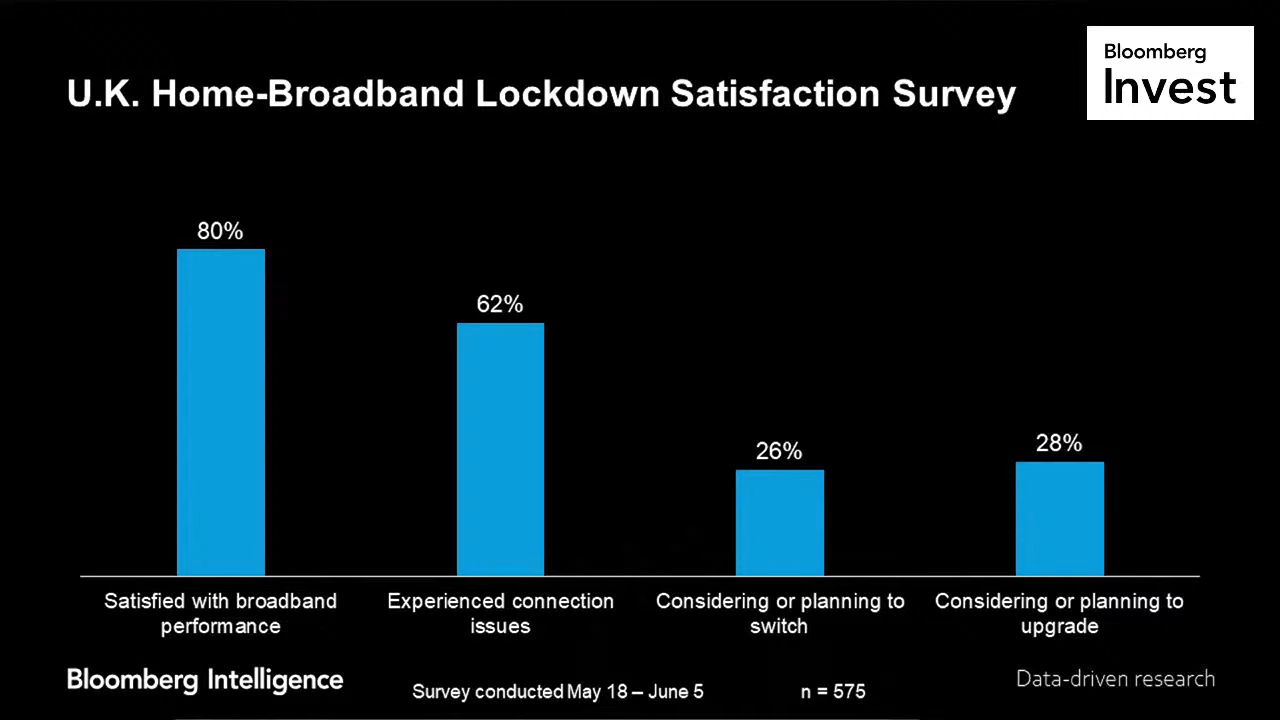 Bloomberg
Invest
U.K. Home-Broadband Lockdown Satisfaction Survey
80%
62%
26%
28%
Satisfied with broadband
performance
Experienced connection
issues
Considering or planning to
switch
Considering or planning to
upgrade
Bloomberg Intelligence
Survey conducted May 18 – June 5
n = 575
Data-driven research